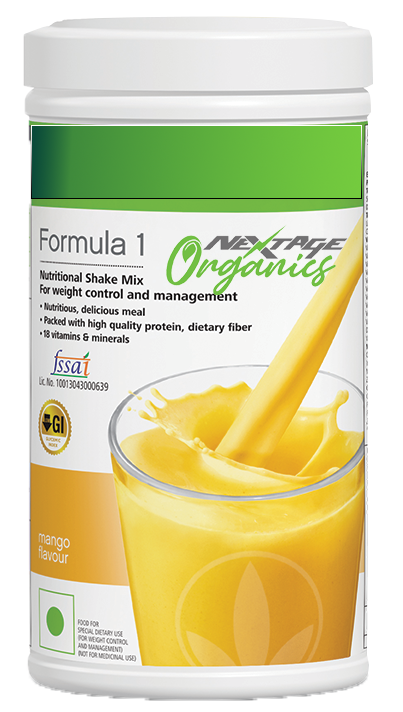 Formula 1
NEXTAGE
Organics
Nutritional Shake Mix
For weight control and management
• Nutritious, delicious meal
• Packed with high quality protein, dietary fiber
• 18 vitamins & minerals
fssai
Lic. No. 10013043000639
GI
GLYCEMIC
INDEX
mango
flavour
FOOD FOR
SPECIAL DIETARY USE
(FOR WEIGHT CONTROL
AND MANAGEMENT)
(NOT FOR MEDICINAL USE)